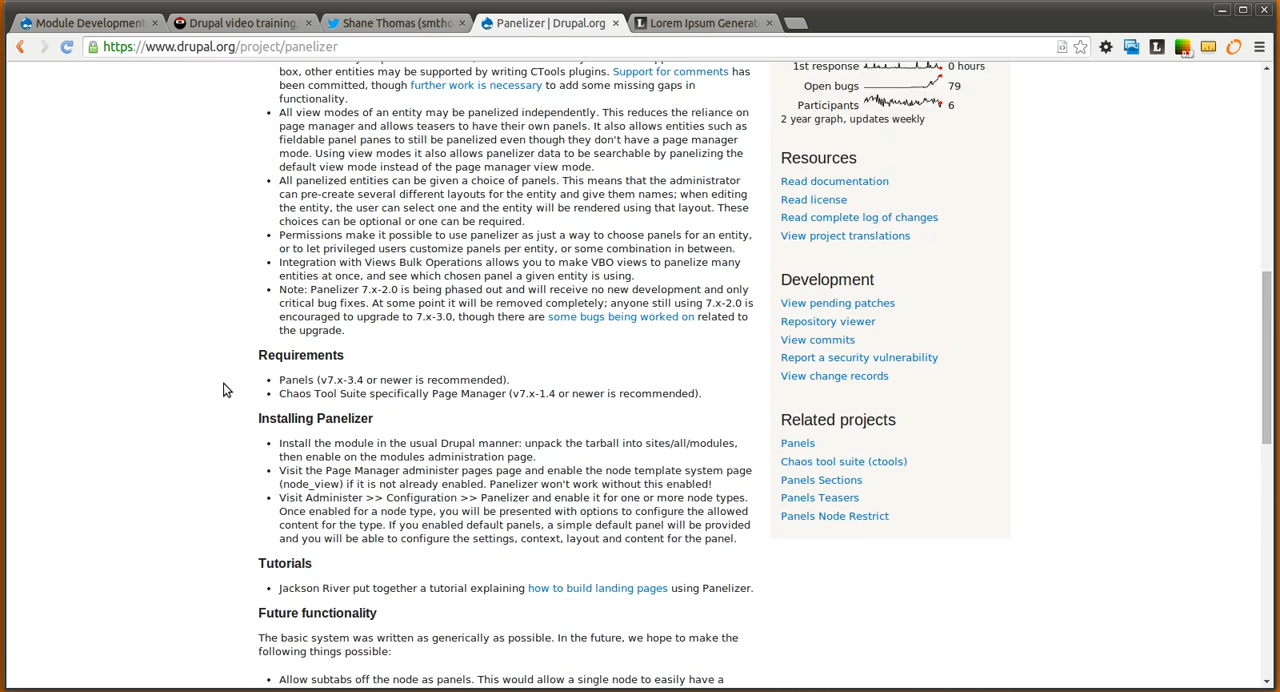 Module Development
Drupal video training,
Shane Thomas (smtho
Panelizer | Drupal.org
Lorem Ipsum Generat
https://www.drupal.org/project/panelizer
box, other entities may be supported by writing CTools plugins. Support for comments has
been committed, though further work is necessary to add some missing gaps in
functionality.
All view modes of an entity may be panelized independently. This reduces the reliance on
page manager and allows teasers to have their own panels. It also allows entities such as
fieldable panel panes to still be panelized even though they don't have a page manager
mode. Using view modes it also allows panelizer data to be searchable by panelizing the
default view mode instead of the page manager view mode.
All panelized entities can be given a choice of panels. This means that the administrator
can pre-create several different layouts for the entity and give them names; when editing
the entity, the user can select one and the entity will be rendered using that layout. These
choices can be optional or one can be required.
Permissions make it possible to use panelizer as just a way to choose panels for an entity,
or to let privileged users customize panels per entity, or some combination in between.
Integration with Views Bulk Operations allows you to make VBO views to panelize many
entities at once, and see which chosen panel a given entity is using.
Note: Panelizer 7.x-2.0 is being phased out and will receive no new development and only
critical bug fixes. At some point it will be removed completely; anyone still using 7.x-2.0 is
encouraged to upgrade to 7.x-3.0, though there are some bugs being worked on related to
the upgrade.
Requirements
Panels (v7.x-3.4 or newer is recommended).
Chaos Tool Suite specifically Page Manager (v7.x-1.4 or newer is recommended).
Installing Panelizer
Install the module in the usual Drupal manner: unpack the tarball into sites/all/modules,
then enable on the modules administration page.
Visit the Page Manager administer pages page and enable the node template system page
(node_view) if it is not already enabled. Panelizer won't work without this enabled!
Visit Administer >> Configuration >> Panelizer and enable it for one or more node types.
Once enabled for a node type, you will be presented with options to configure the allowed
content for the type. If you enabled default panels, a simple default panel will be provided
and you will be able to configure the settings, context, layout and content for the panel.
Tutorials
Jackson River put together a tutorial explaining how to build landing pages using Panelizer.
Future functionality
The basic system was written as generically as possible. In the future, we hope to make the
following things possible:
Allow subtabs off the node as panels. This would allow a single node to easily have a
1st response 0 hours
Open bugs 79
Participants 6
2 year graph, updates weekly
Resources
Read documentation
Read license
Read complete log of changes
View project translations
Development
View pending patches
Repository viewer
View commits
Report a security vulnerability
View change records
Related projects
Panels
Chaos tool suite (ctools)
Panels Sections
Panels Teasers
Panels Node Restrict